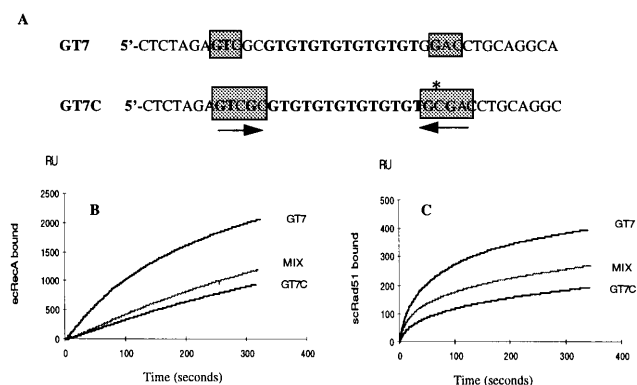 A
GT7 5'-CTCTAGAGTCGCGTGTGTGTGTGTGTGGACCTGCAGGCA
*
GT7C 5'-CTCTAGAGTCGCGTGTGTGTGTGTGTGCGACCTGCAGGC
RU
B
ecRecA bound
2500
2000
1500
1000
500
0
GT7
MIX
GT7C
0 100 200 300 400
Time (seconds)
RU
C
scRad51 bound
500
400
300
200
100
0
GT7
MIX
GT7C
0 100 200 300 400
Time (seconds)